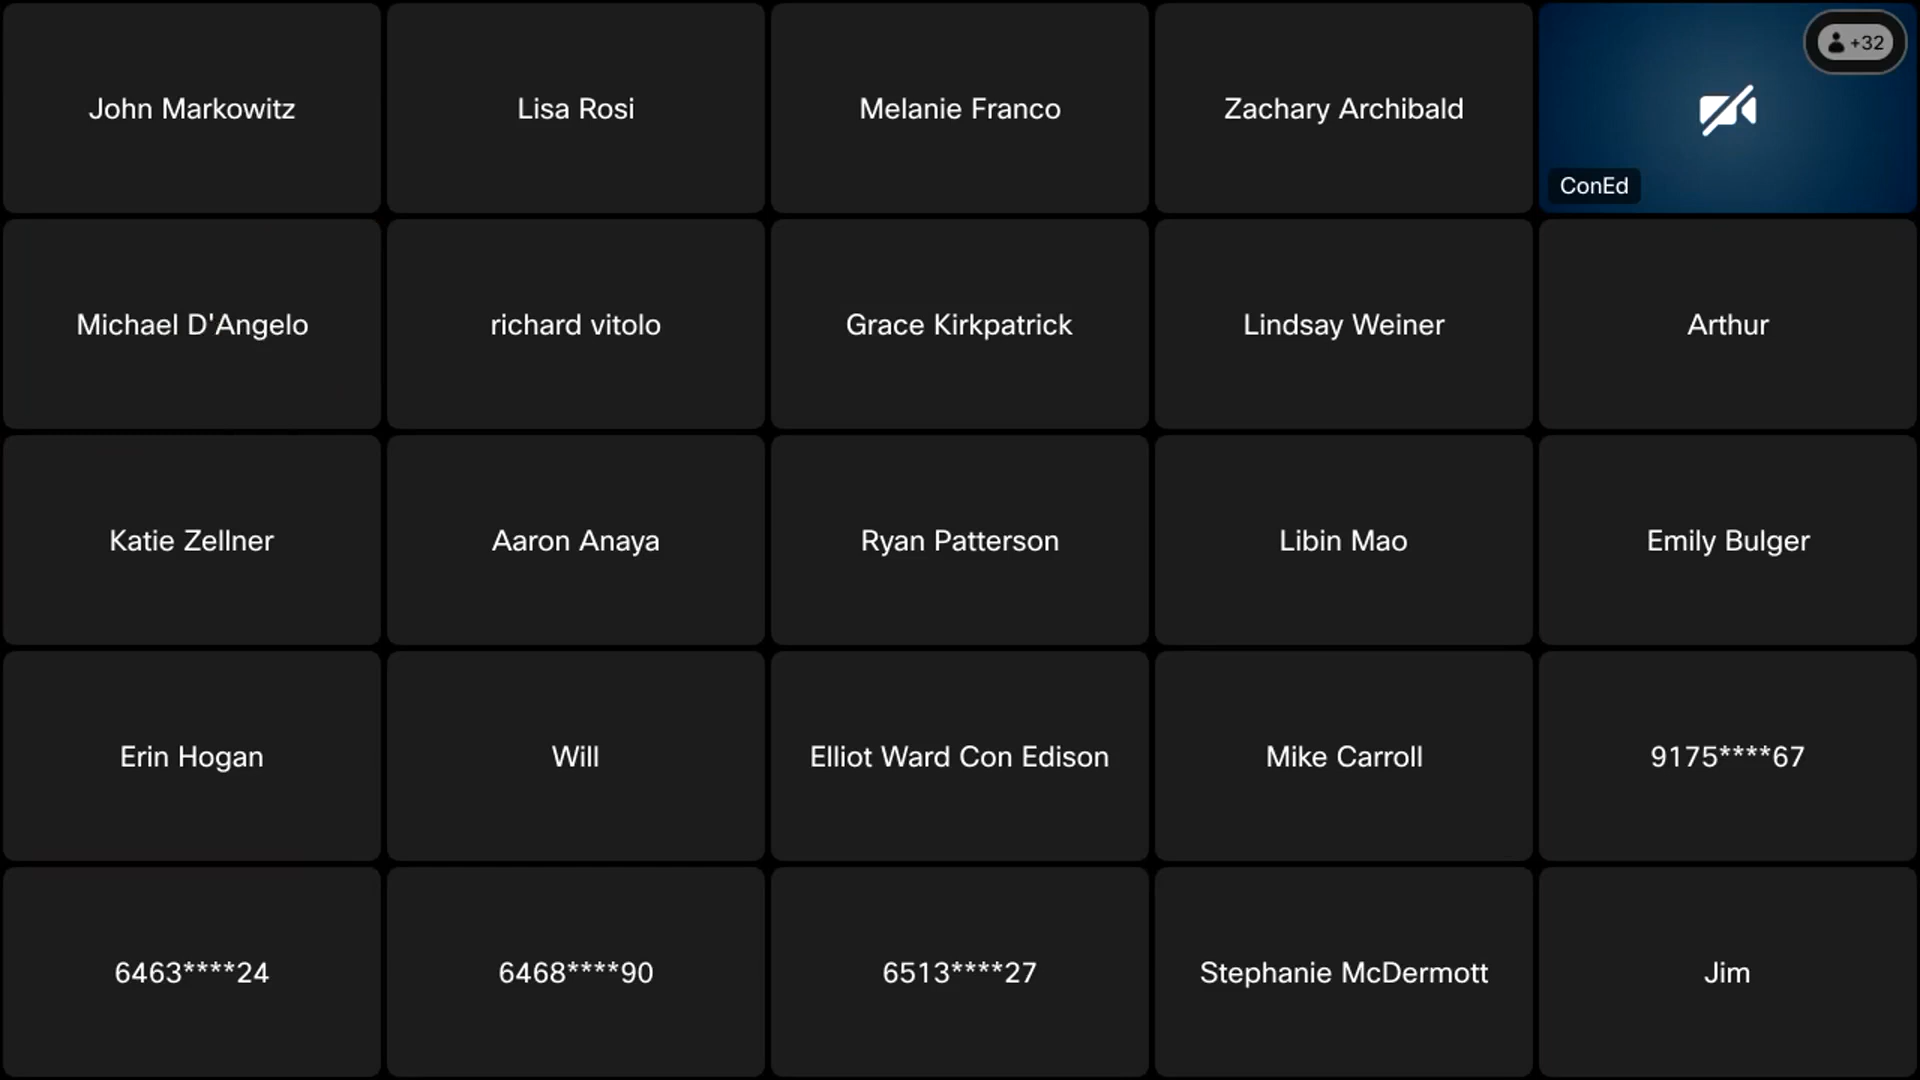 John Markowitz
Lisa Rosi
Melanie Franco
Zachary Archibald
+32
ConEd
Michael D'Angelo
richard vitolo
Grace Kirkpatrick
Lindsay Weiner
Arthur
Katie Zellner
Aaron Anaya
Ryan Patterson
Libin Mao
Emily Bulger
Erin Hogan
Will
Elliot Ward Con Edison
Mike Carroll
9175****67
6463****24
6468****90
6513****27
Stephanie McDermott
Jim